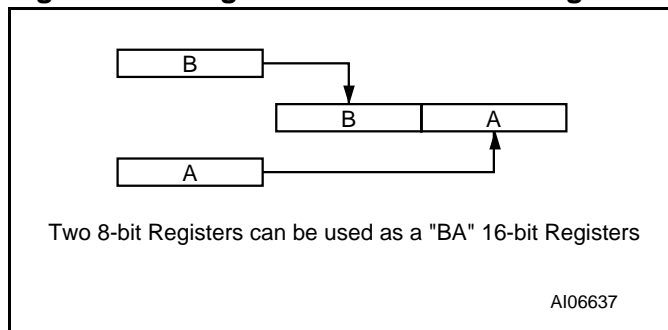 B
B A
A
Two 8-bit Registers can be used as a "BA" 16-bit Registers
AI06637